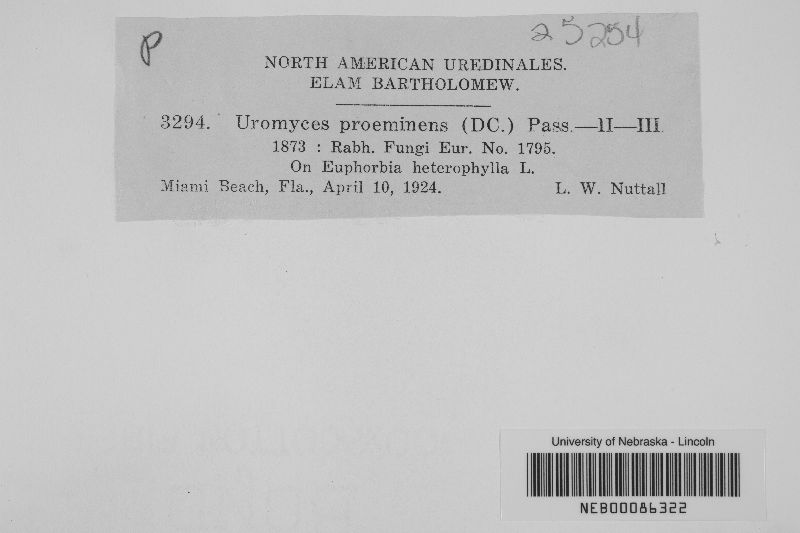 P
25254
NORTH AMERICAN UREDINALES.
ELAM BARTHOLOMEW.
3294. Uromyces proeminens (DC.) Pass.—II—III.
1873 : Rabh. Fungi Eur. No. 1795.
On Euphorbia heterophylla L.
Miami Beach, Fla., April 10, 1924. L. W. Nuttall
University of Nebraska - Lincoln
NEB00086322